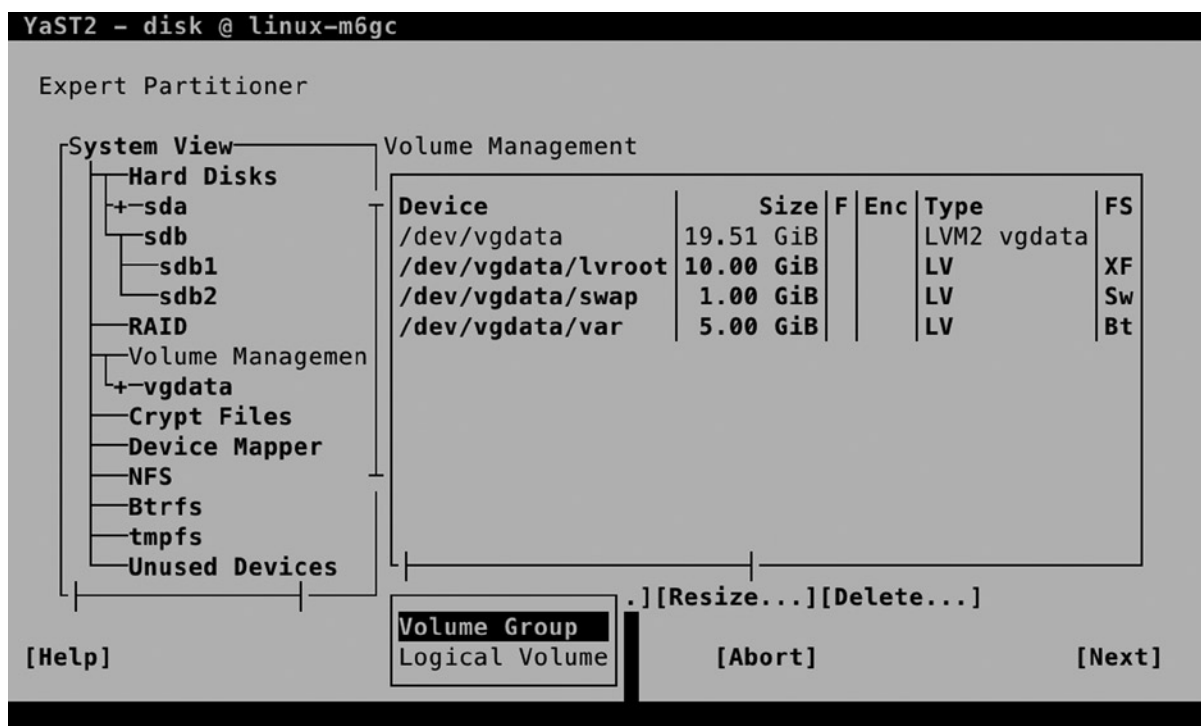 YaST2 – disk @ linux–m6gc
Expert Partitioner
System View
Hard Disks
+ sda
sdb
sdb1
sdb2
RAID
Volume Managemen
+ vgdata
Crypt Files
Device Mapper
NFS
Btrfs
tmpfs
Unused Devices
Volume Management
Device Size F Enc Type FS
/dev/vgdata 19.51 GiB LVM2 vgdata
/dev/vgdata/lvroot 10.00 GiB LV XF
/dev/vgdata/swap 1.00 GiB LV Sw
/dev/vgdata/var 5.00 GiB LV Bt
.][Resize...][Delete...]
Volume Group
Logical Volume
[Help] [Abort] [Next]